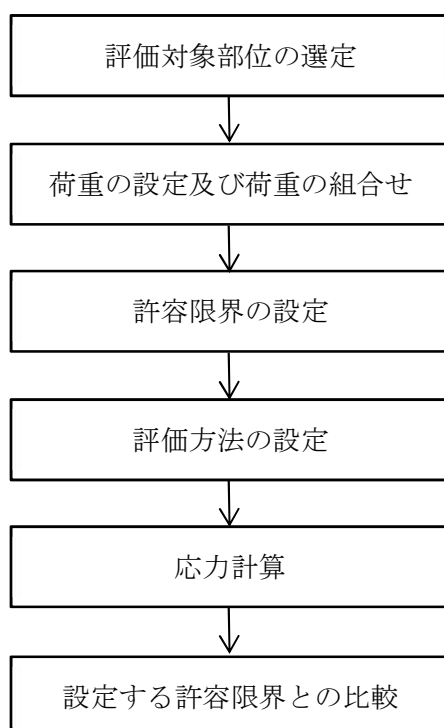 評価対象部位の選定
荷重の設定及び荷重の組合せ
許容限界の設定
評価方法の設定
応力計算
設定する許容限界との比較